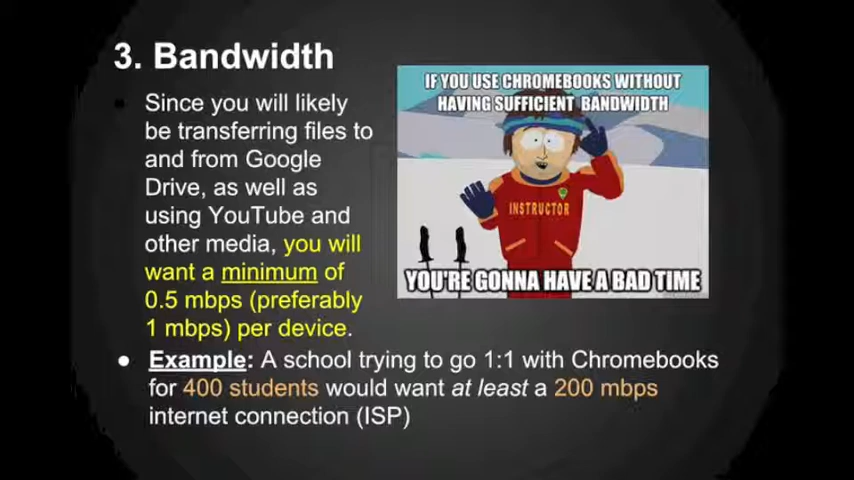 3. Bandwidth
Since you will likely
be transferring files to
and from Google
Drive, as well as
using YouTube and
other media, you will
want a minimum of
0.5 mbps (preferably
1 mbps) per device.
IF YOU USE CHROMEBOOKS WITHOUT
HAVING SUFFICIENT BANDWIDTH
INSTRUCTOR
YOU'RE GONNA HAVE A BAD TIME
Example: A school trying to go 1:1 with Chromebooks
for 400 students would want at least a 200 mbps
internet connection (ISP)